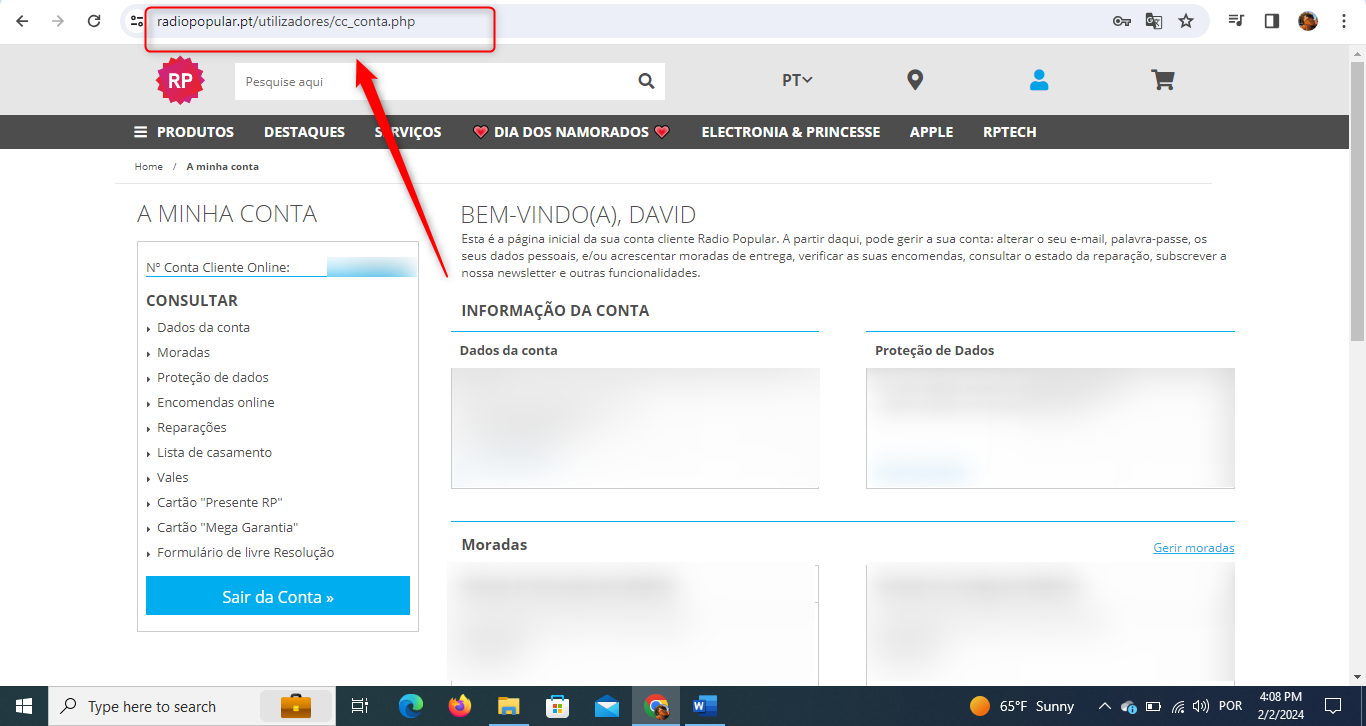 radiopopular.pt/utilizadores/cc_conta.php
RP
Pesquise aqui
PT
PRODUTOS DESTAQUES SERVIÇOS DIA DOS NAMORADOS ELECTRONIA & PRINCESSE APPLE RPTECH
Home / A minha conta
A MINHA CONTA
Nº Conta Cliente Online:
CONSULTAR
Dados da conta
Moradas
Proteção de dados
Encomendas online
Reparações
Lista de casamento
Vales
Cartão "Presente RP"
Cartão "Mega Garantia"
Formulário de livre Resolução
Sair da Conta »
BEM-VINDO(A), DAVID
Esta é a página inicial da sua conta cliente Radio Popular. A partir daqui, pode gerir a sua conta: alterar o seu e-mail, palavra-passe, os
seus dados pessoais, e/ou acrescentar moradas de entrega, verificar as suas encomendas, consultar o estado da reparação, subscrever a
nossa newsletter e outras funcionalidades.
INFORMAÇÃO DA CONTA
Dados da conta
Proteção de Dados
Moradas
Gerir moradas
Type here to search
65°F Sunny
POR
4:08 PM
2/2/2024